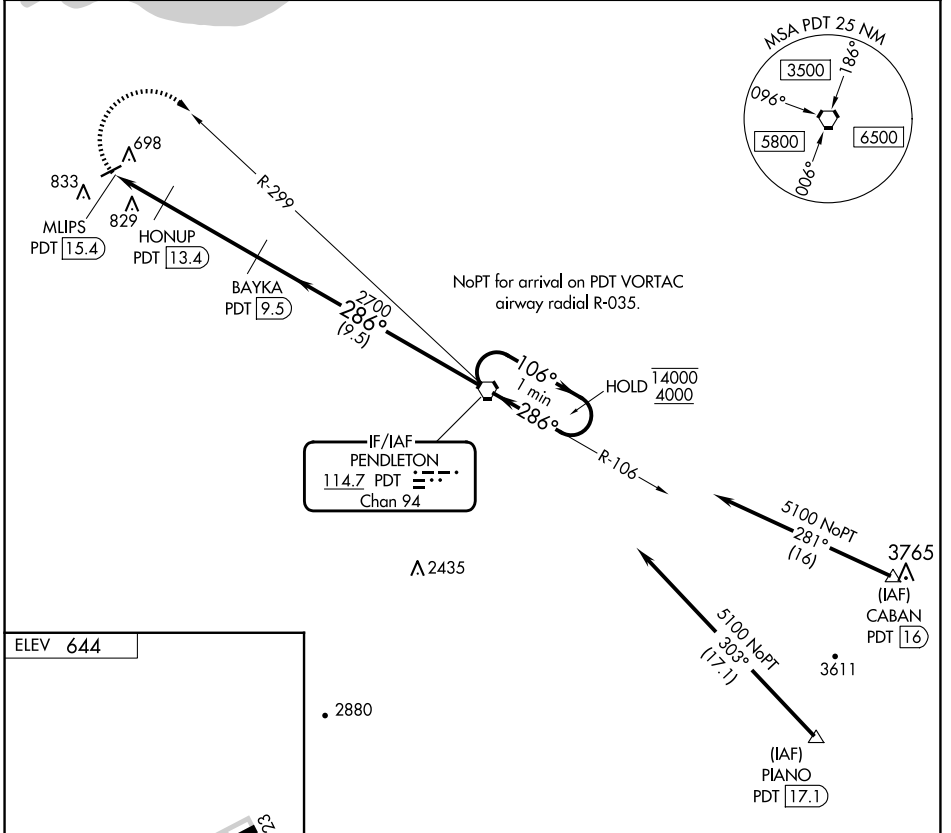 MSA PDT 25 NM
3500
186°
096°
5800
6500
006°
698
833
829
MLIPS
PDT 15.4
HONUP
PDT 13.4
BAYKA
PDT 9.5
R-299
2700
286°
(9.5)
NoPT for arrival on PDT VORTAC
airway radial R-035.
106°
1 min
286°
HOLD 14000
4000
R-106
IF/IAF
PENDLETON
114.7 PDT
Chan 94
2435
5100 NoPT
281°
(16)
3765
(IAF)
CABAN
PDT 16
5100 NoPT
303°
(17.1)
3611
(IAF)
PIANO
PDT 17.1
ELEV 644
2880
23